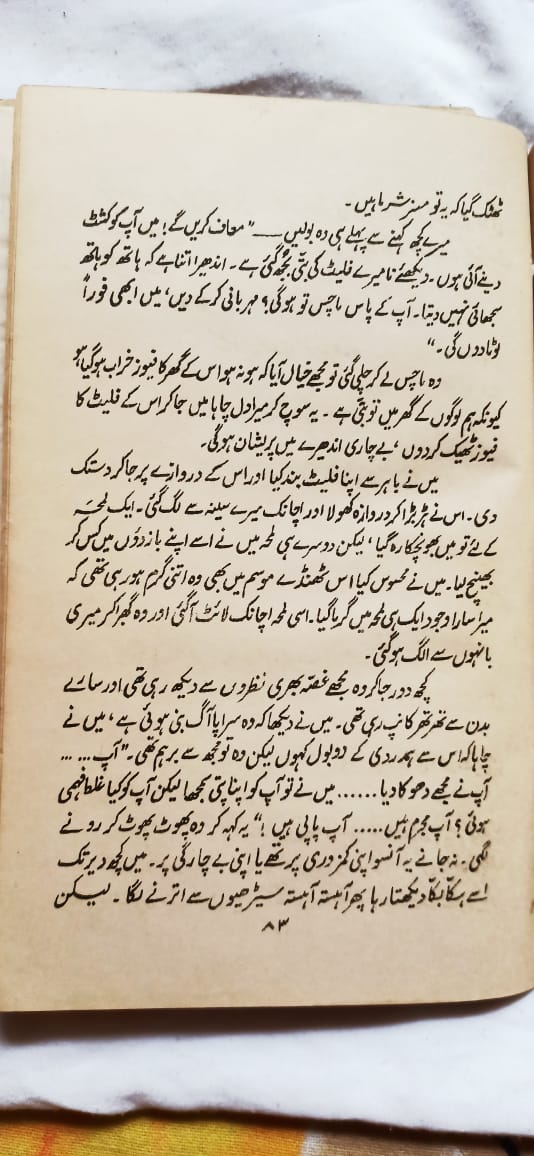 ٹھٹک گیا کہ یہ تو مسز شرما ہیں۔
میرے کچھ کہنے سے پہلے ہی وہ بولیں ـــــ "معاف کریں گے! میں آپ کو کشٹ
دینے آئی ہوں۔ دیکھئے نا میرے فلیٹ کی بتّی بجھ گئی ہے۔ اندھیرا اتنا ہے کہ ہاتھ کو ہاتھ
سجھائی نہیں دیتا۔ آپ کے پاس ماچس تو ہوگی؟ مہربانی کر کے دیں، میں ابھی فوراً
لوٹا دوں گی۔"
وہ ماچس لے کر چلی گئی تو مجھے خیال آیا کہ ہو نہ ہو اس کے گھر کا فیوز خراب ہو گیا ہو
کیونکہ ہم لوگوں کے گھر میں تو بتّی ہے۔ یہ سوچ کر میرا دل چاہا میں جا کر اس کے فلیٹ کا
فیوز ٹھیک کر دوں، بے چاری اندھیرے میں پریشان ہوگی۔
میں نے باہر سے اپنا فلیٹ بند کیا اور اس کے دروازے پر جا کر دستک
دی۔ اس نے ہڑبڑا کر دروازہ کھولا اور اچانک میرے سینہ سے لگ گئی۔ ایک لمحہ
کے لئے تو میں بھونچکا رہ گیا، لیکن دوسرے ہی لمحہ میں نے اسے اپنے بازوؤں میں کس کر
بھینچ لیا۔ میں نے محسوس کیا اس ٹھنڈے موسم میں بھی وہ اتنی گرم ہو رہی تھی کہ
میرا سارا وجود ایک ہی لمحہ میں گرما گیا۔ اسی لمحہ اچانک لائٹ آ گئی اور وہ گھبرا کر میری
بانہوں سے الگ ہو گئی۔
کچھ دور جا کر وہ مجھے غصّہ بھری نظروں سے دیکھ رہی تھی اور سارے
بدن سے تھر تھر کانپ رہی تھی۔ میں نے دیکھا کہ وہ سراپا آگ بنی ہوئی ہے، میں نے
چاہا کہ اس سے ہمدردی کے دو بول کہوں لیکن وہ تو مجھ سے برہم تھی۔ "آپ ... ...
آپ نے مجھے دھوکا دیا ...... میں نے تو آپ کو اپنا پتی سمجھا لیکن آپ کو کیا غلط فہمی
ہوئی؟ آپ مجرم ہیں ..... آپ پاپی ہیں!" یہ کہہ کر وہ پھوٹ پھوٹ کر رونے
لگی۔ نہ جانے یہ آنسو اپنی کمزوری پر تھے یا اپنی بے چارگی پر۔ میں کچھ دیر تک
اسے ہکّا بکّا دیکھتا رہا پھر آہستہ آہستہ سیڑھیوں سے اترنے لگا۔ لیکن
۸۳